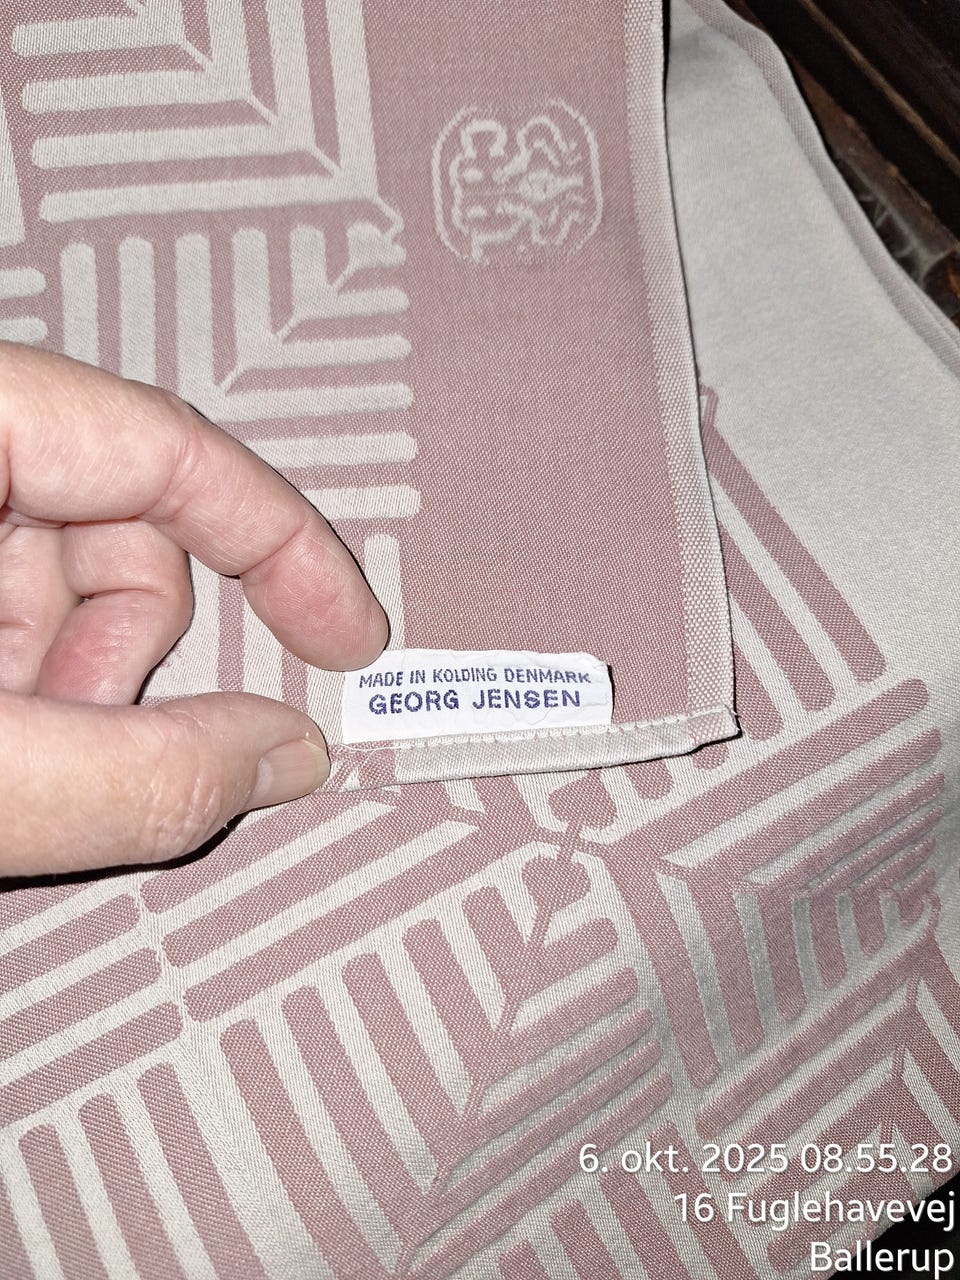 MADE IN KOLDING DENMARK
GEORG JENSEN
6. okt. 2025 08.55.28
16 Fuglehavevej
Ballerup